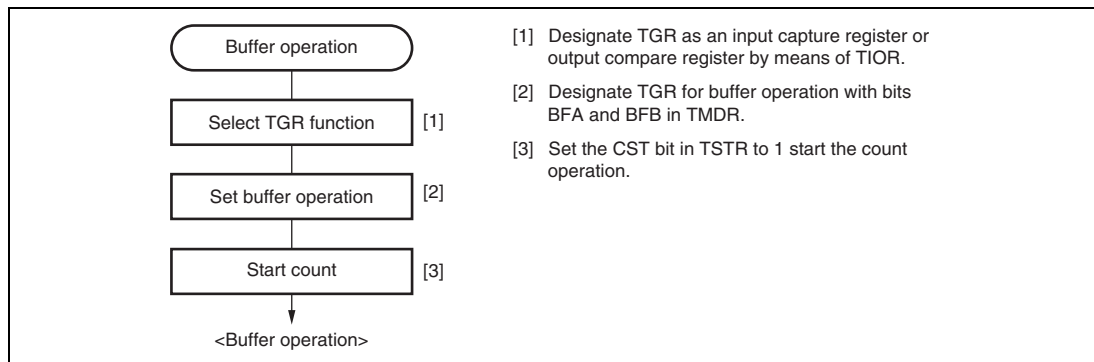 Buffer operation
Select TGR function
[1]
Set buffer operation
[2]
Start count
[3]
<Buffer operation>
[1] Designate TGR as an input capture register or
output compare register by means of TIOR.
[2] Designate TGR for buffer operation with bits
BFA and BFB in TMDR.
[3] Set the CST bit in TSTR to 1 start the count
operation.